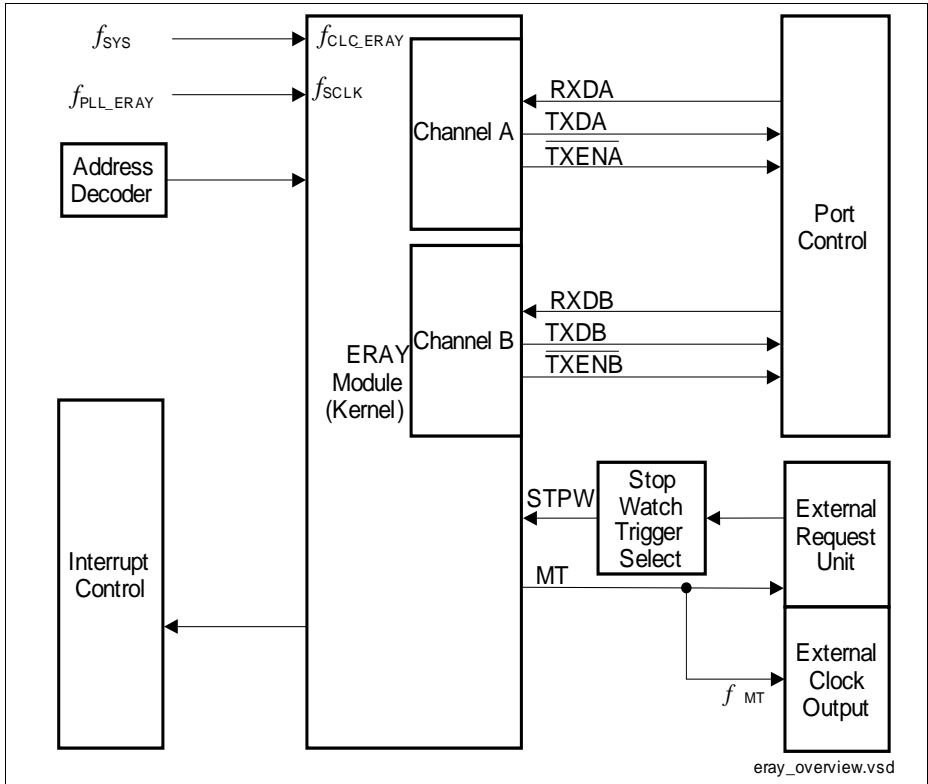 fSYS
fCLC_ERAY
fPLL_ERAY
fSCLK
Address
Decoder
Channel A
RXDA
TXDA
TXENA
Port
Control
Channel B
RXDB
TXDB
TXENB
ERAY
Module
(Kernel)
Interrupt
Control
STPW
Stop
Watch
Trigger
Select
External
Request
Unit
MT
External
Clock
Output
f MT
eray_overview.vsd